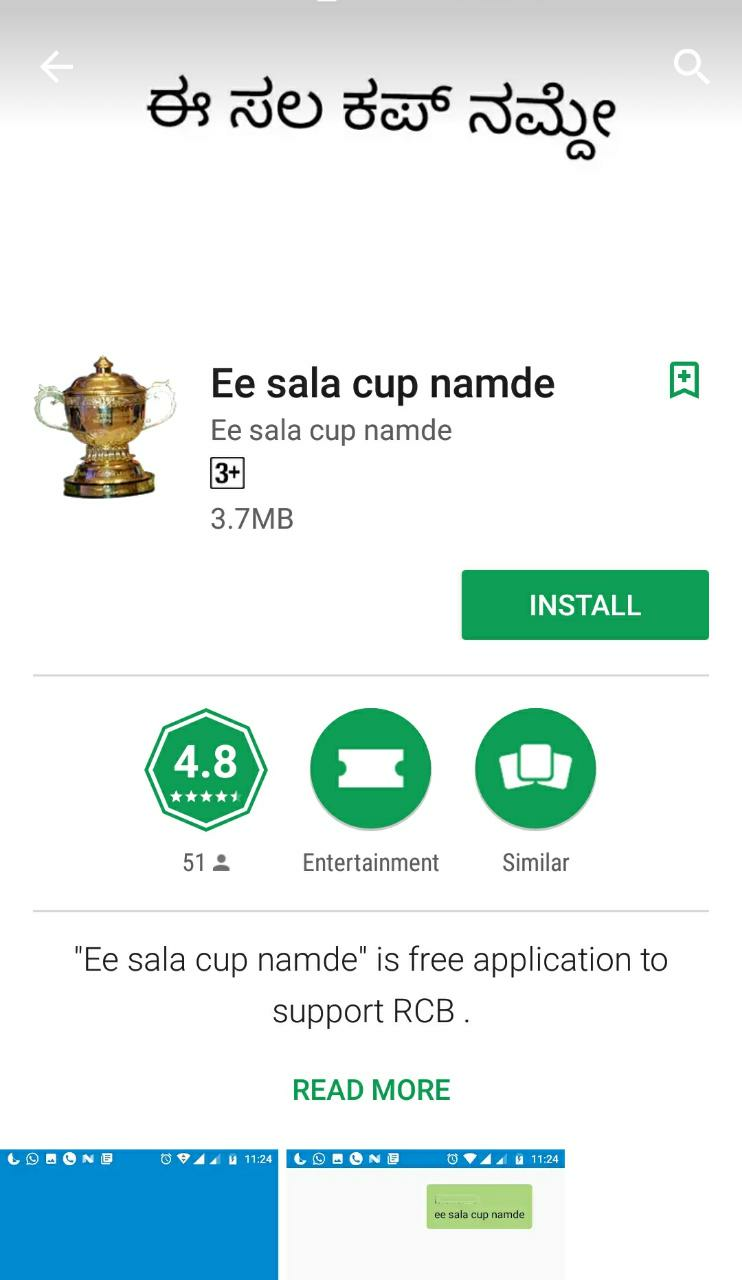 ಈ ಸಲ ಕಪ್ ನಮ್ದೇ
Ee sala cup namde
Ee sala cup namde
3+
3.7MB
INSTALL
4.8
51
Entertainment
Similar
"Ee sala cup namde" is free application to
support RCB .
READ MORE
11:24
11:24
ee sala cup namde